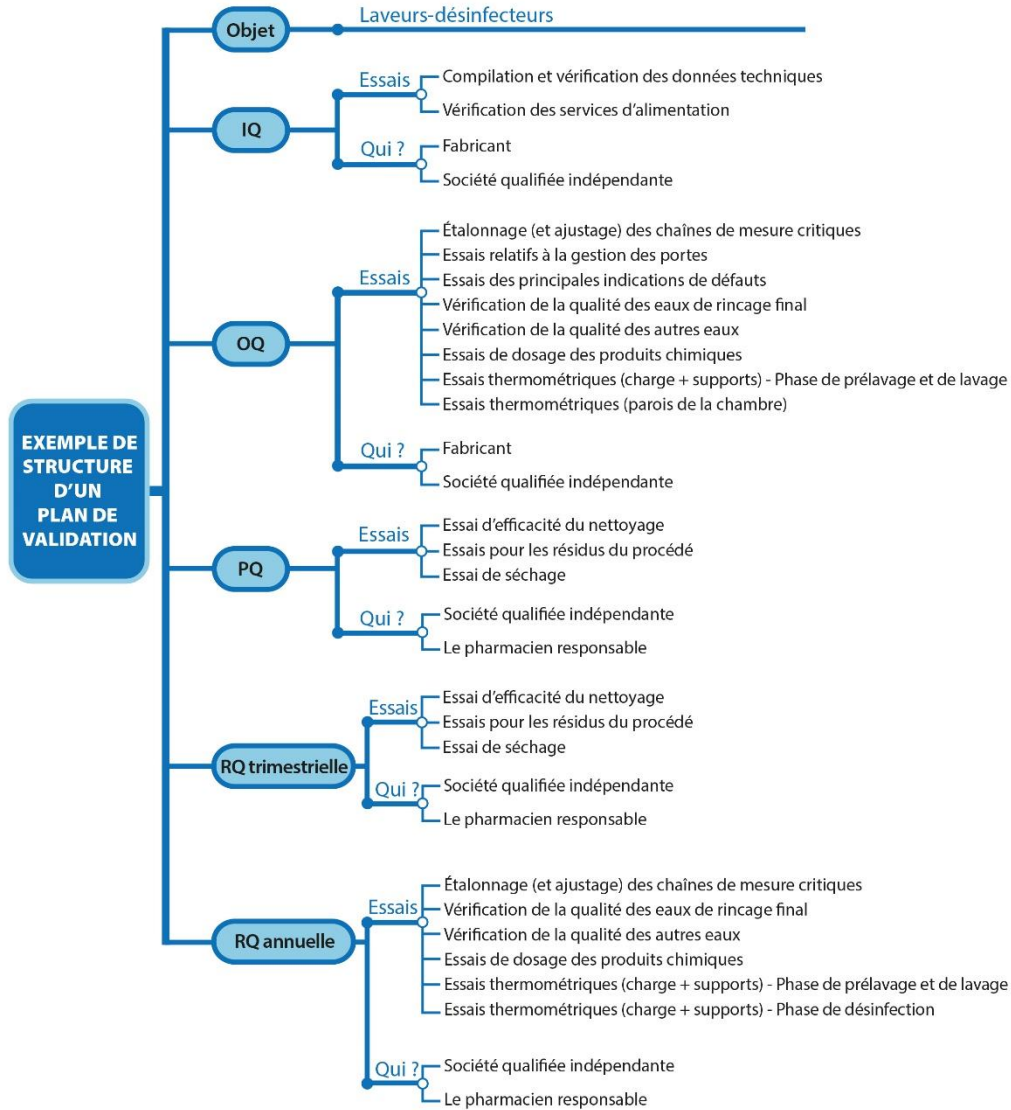 Objet
Laveurs-désinfecteurs
IQ
Essais
Compilation et vérification des données techniques
Vérification des services d'alimentation
Qui ?
Fabricant
Société qualifiée indépendante
OQ
Essais
Étalonnage (et ajustage) des chaînes de mesure critiques
Essais relatifs à la gestion des portes
Essais des principales indications de défauts
Vérification de la qualité des eaux de rincage final
Vérification de la qualité des autres eaux
Essais de dosage des produits chimiques
Essais thermométriques (charge + supports) - Phase de prélavage et de lavage
Essais thermométriques (parois de la chambre)
Qui ?
Fabricant
Société qualifiée indépendante
EXEMPLE DE
STRUCTURE
D'UN
PLAN DE
VALIDATION
PQ
Essais
Essai d'efficacité du nettoyage
Essais pour les résidus du procédé
Essai de séchage
Qui ?
Société qualifiée indépendante
Le pharmacien responsable
RQ trimestrielle
Essais
Essai d'efficacité du nettoyage
Essais pour les résidus du procédé
Essai de séchage
Qui ?
Société qualifiée indépendante
Le pharmacien responsable
RQ annuelle
Essais
Étalonnage (et ajustage) des chaînes de mesure critiques
Vérification de la qualité des eaux de rincage final
Vérification de la qualité des autres eaux
Essais de dosage des produits chimiques
Essais thermométriques (charge + supports) - Phase de prélavage et de lavage
Essais thermométriques (charge + supports) - Phase de désinfection
Qui ?
Société qualifiée indépendante
Le pharmacien responsable